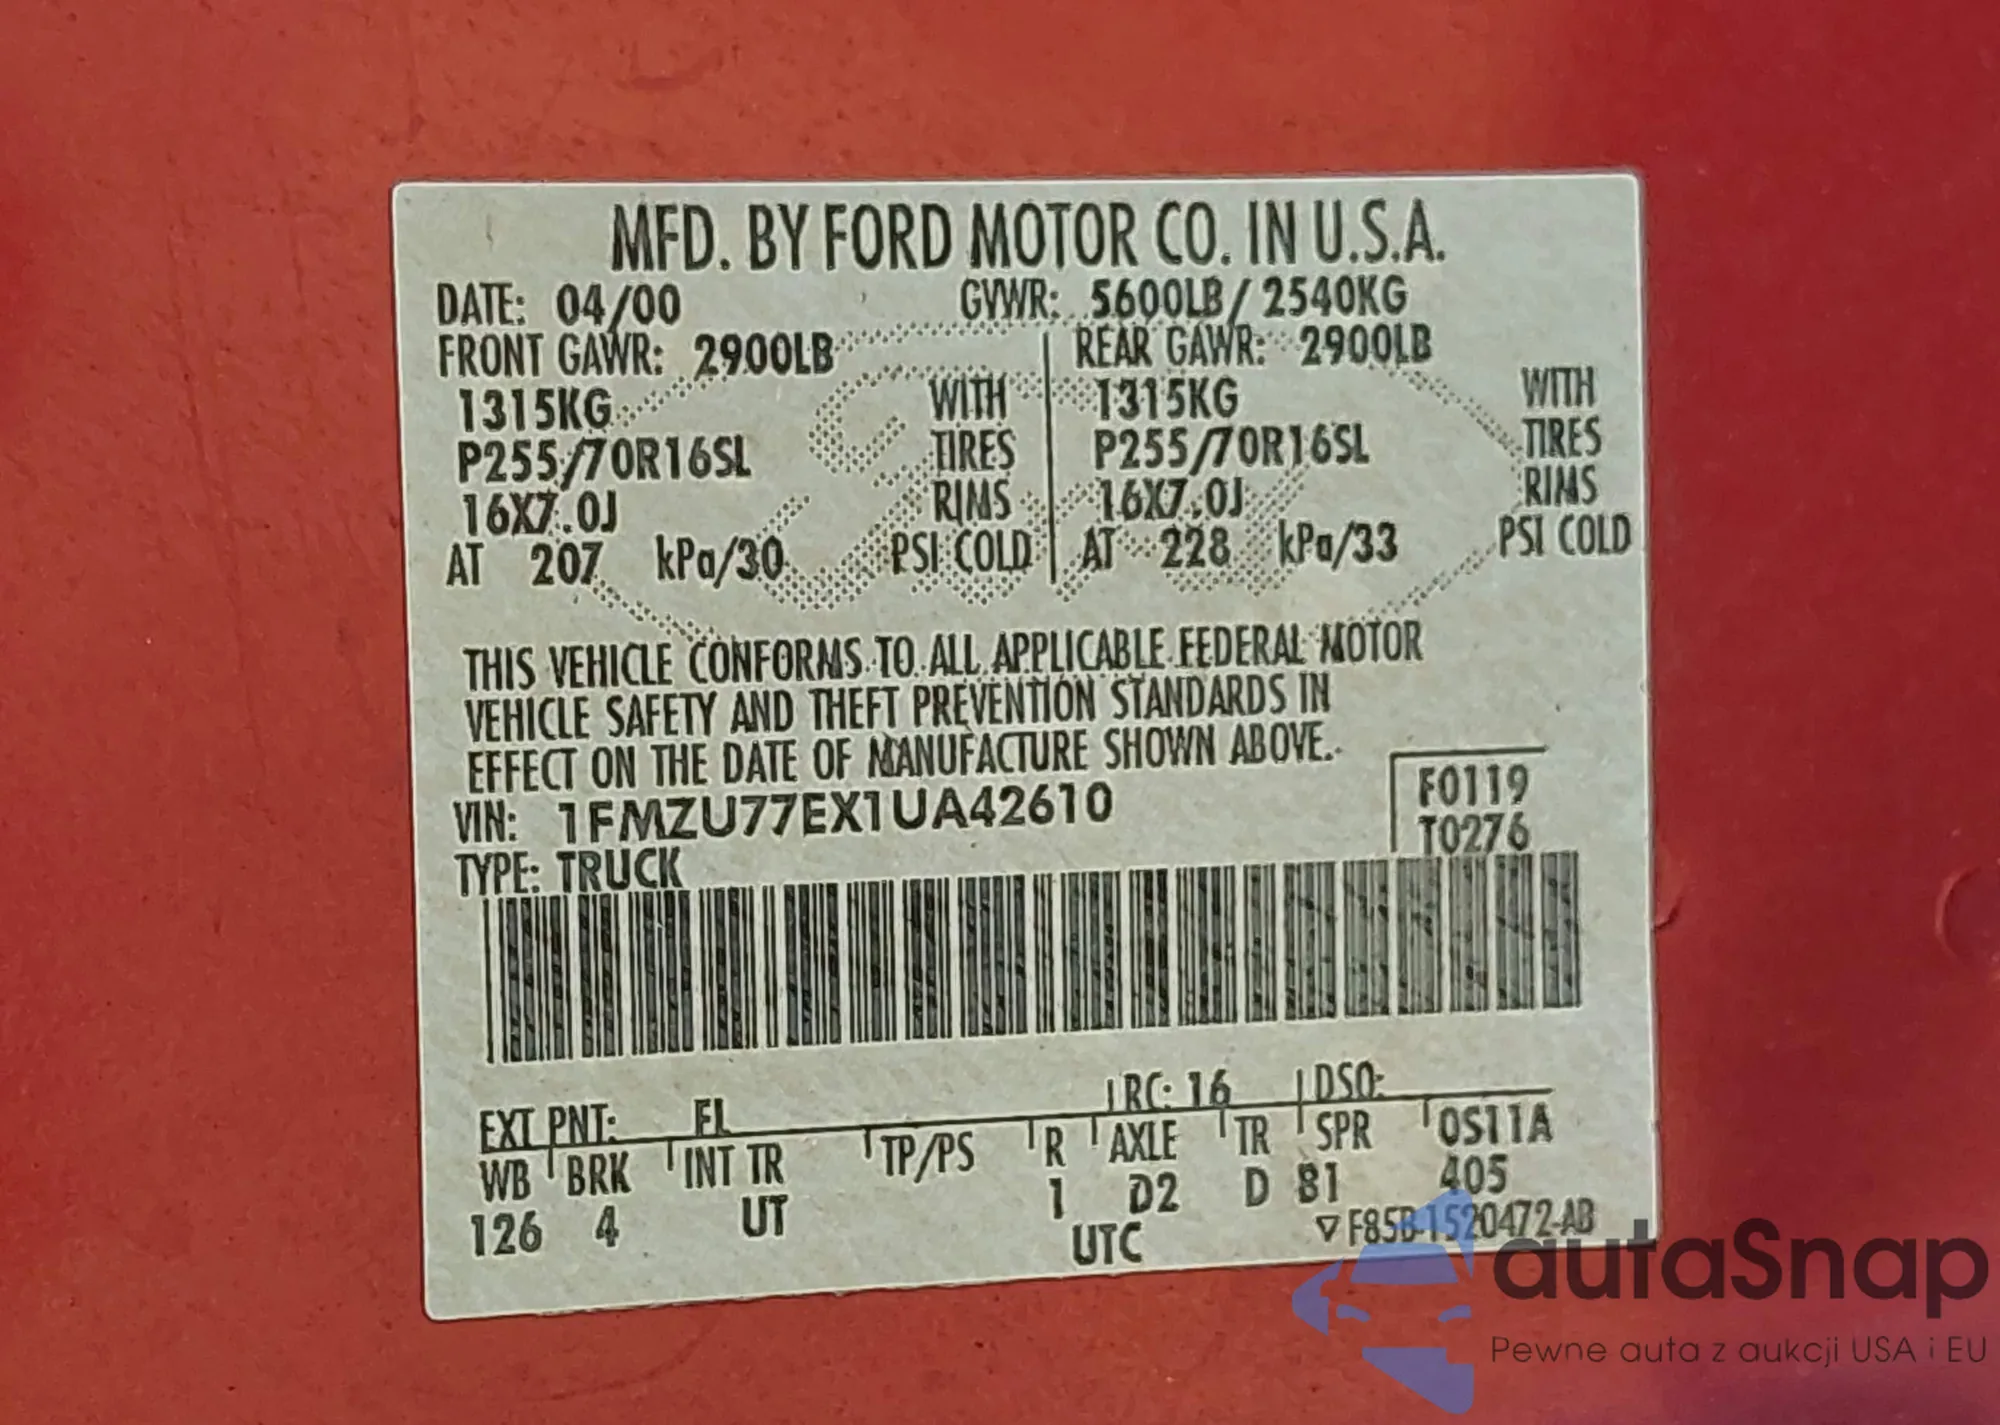 MFD. BY FORD MOTOR CO. IN U.S.A.
DATE: 04/00 GVWR: 5600LB/2540KG
FRONT GAWR: 2900LB REAR GAWR: 2900LB
1315KG WITH 1315KG WITH
P255/70R16SL TIRES P255/70R16SL TIRES
16X7.0J RIMS 16X7.0J RIMS
AT 207 kPa/30 PSI COLD AT 228 kPa/33 PSI COLD
THIS VEHICLE CONFORMS TO ALL APPLICABLE FEDERAL MOTOR
VEHICLE SAFETY AND THEFT PREVENTION STANDARDS IN
EFFECT ON THE DATE OF MANUFACTURE SHOWN ABOVE.
VIN: 1FMZU77EX1UA42610 F0119
TYPE: TRUCK T0276
EXT PNT: EL RC: 16 DSO:
WB BRK INT TR TP/PS R AXLE TR SPR 0S11A
126 4 UT 1 D2 D 81 405
UTC ▽ F85B-1520472-AB
autaSnap
Pewne auta z aukcji USA i EU